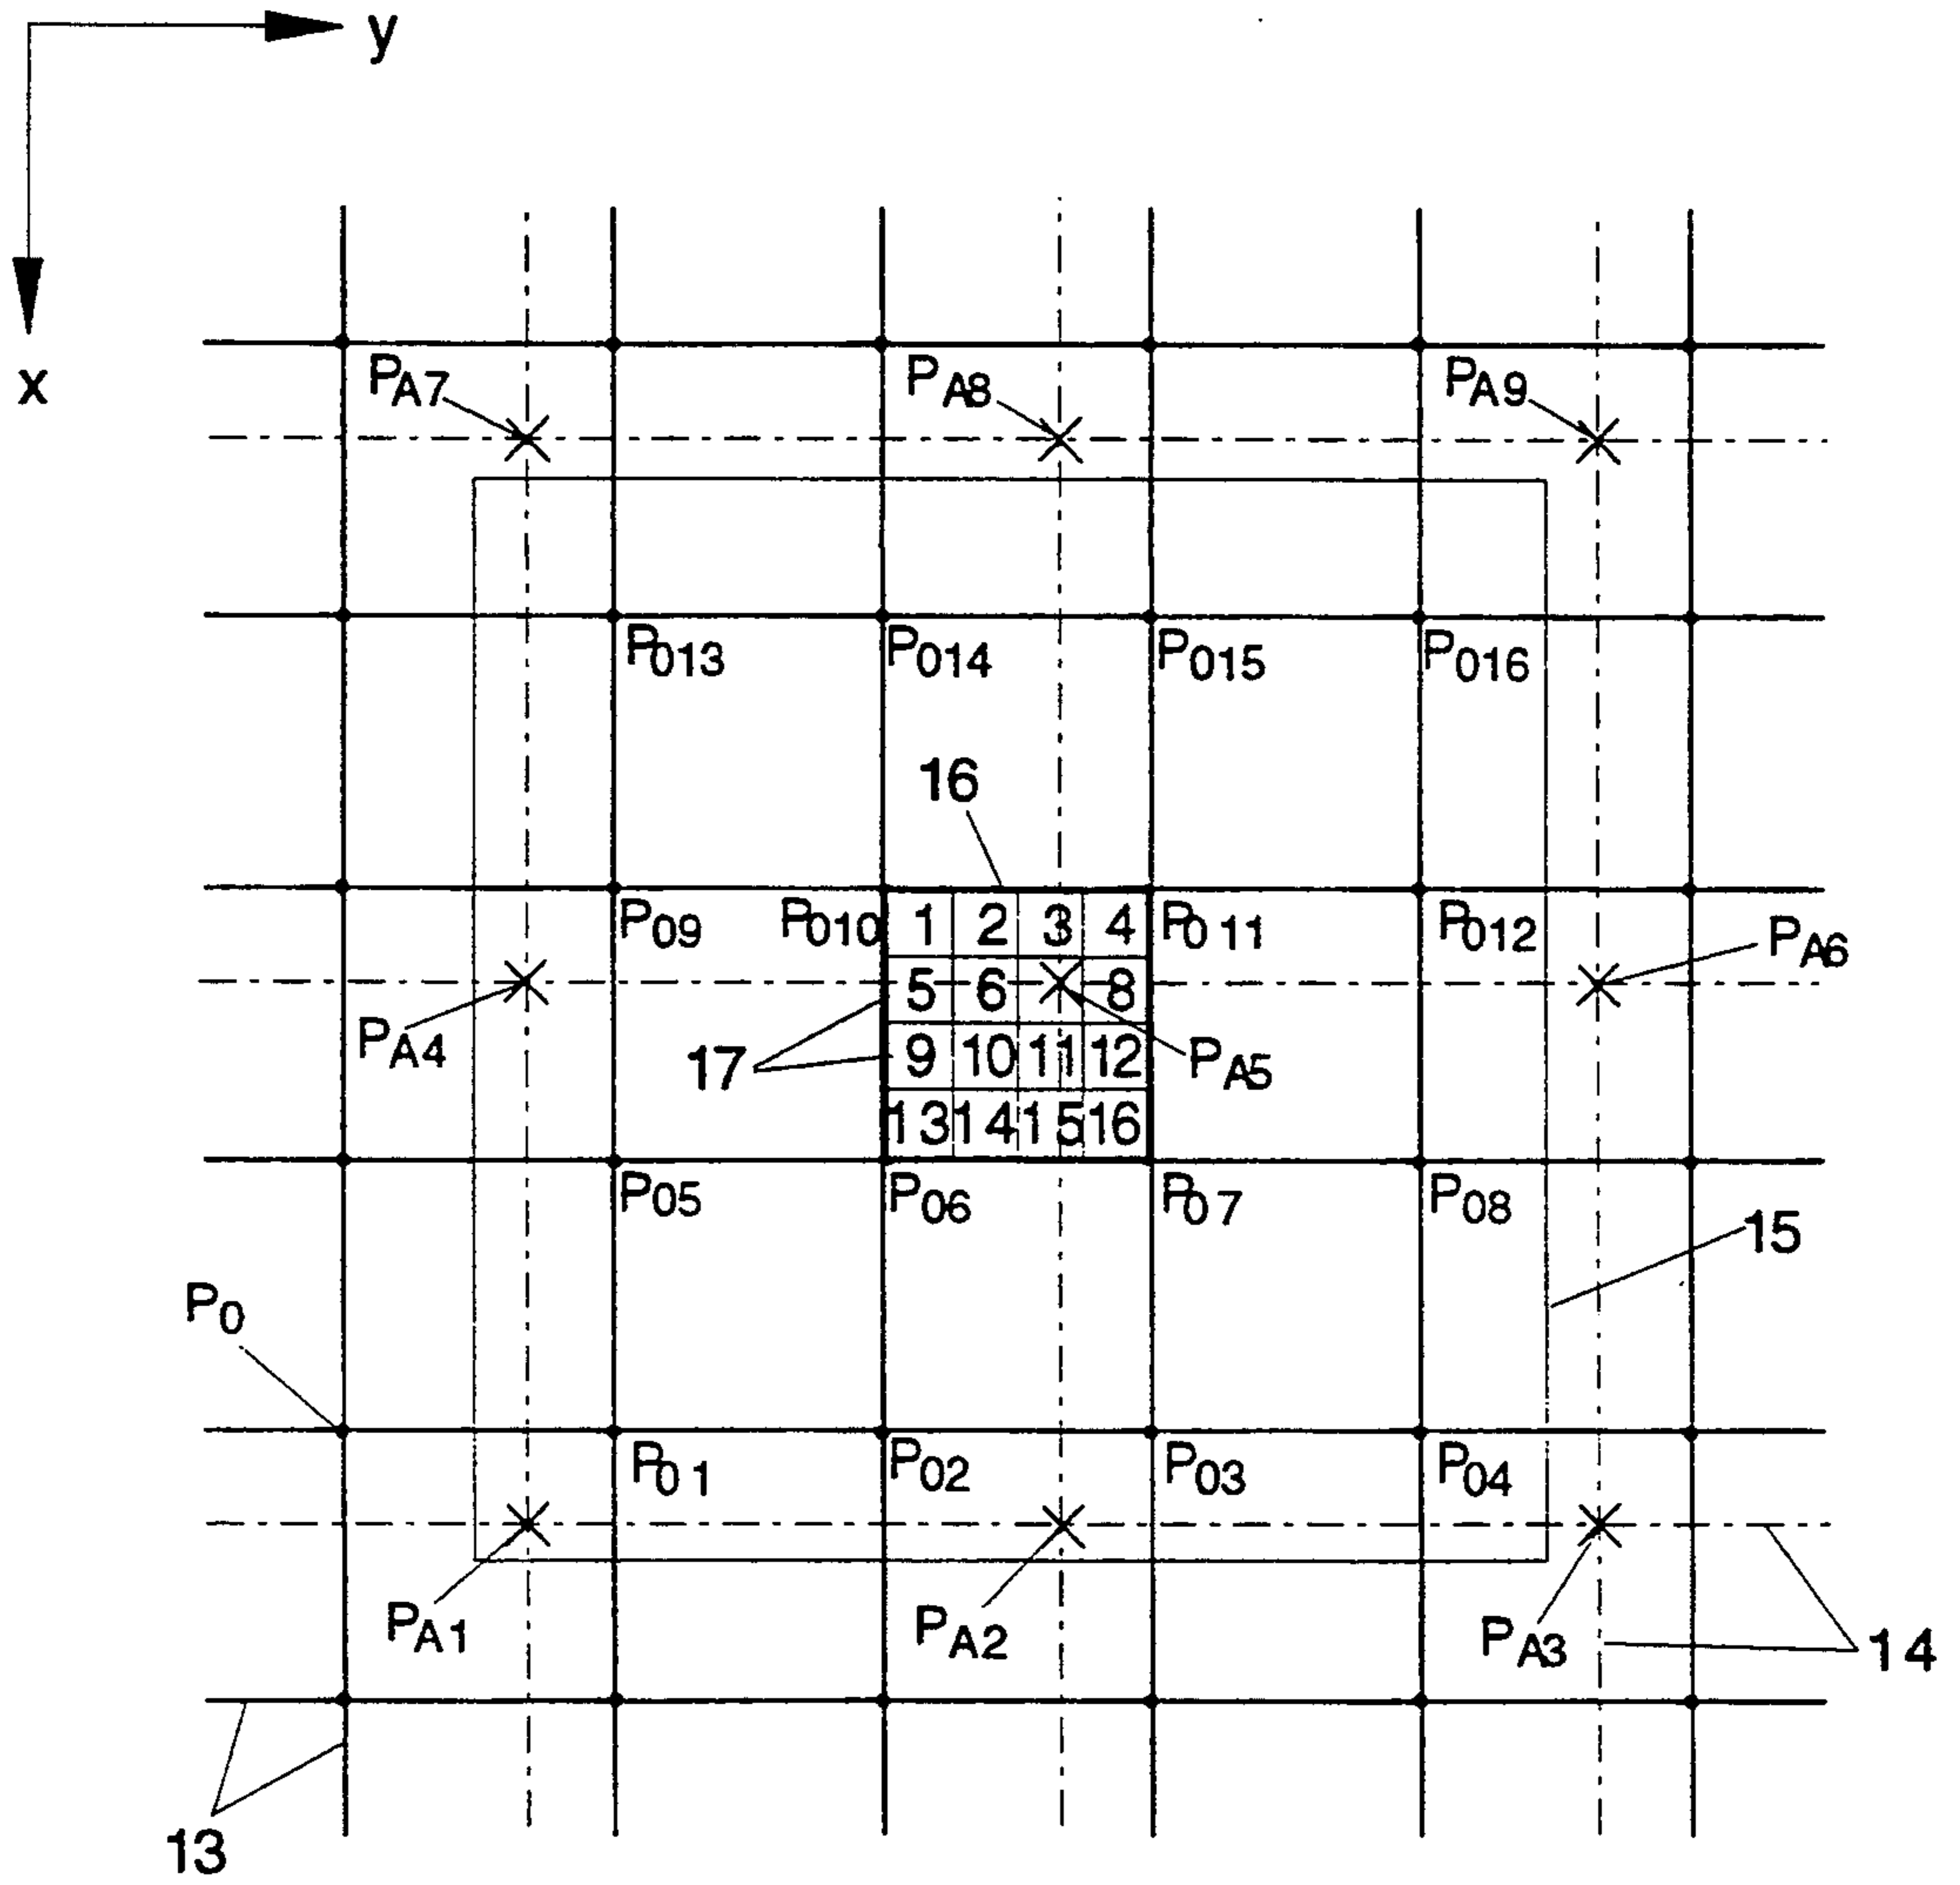 y
x
PA7 PA8 PA9
P013 P014 P015 P016
16
P09 P010 1 2 3 4 P011 P012
PA6
5 6 8
PA4 17 9 10 11 12 PA5
13 14 15 16
P05 P06 P07 P08
15
P0
P01 P02 P03 P04
PA1 PA2 PA3 14
13